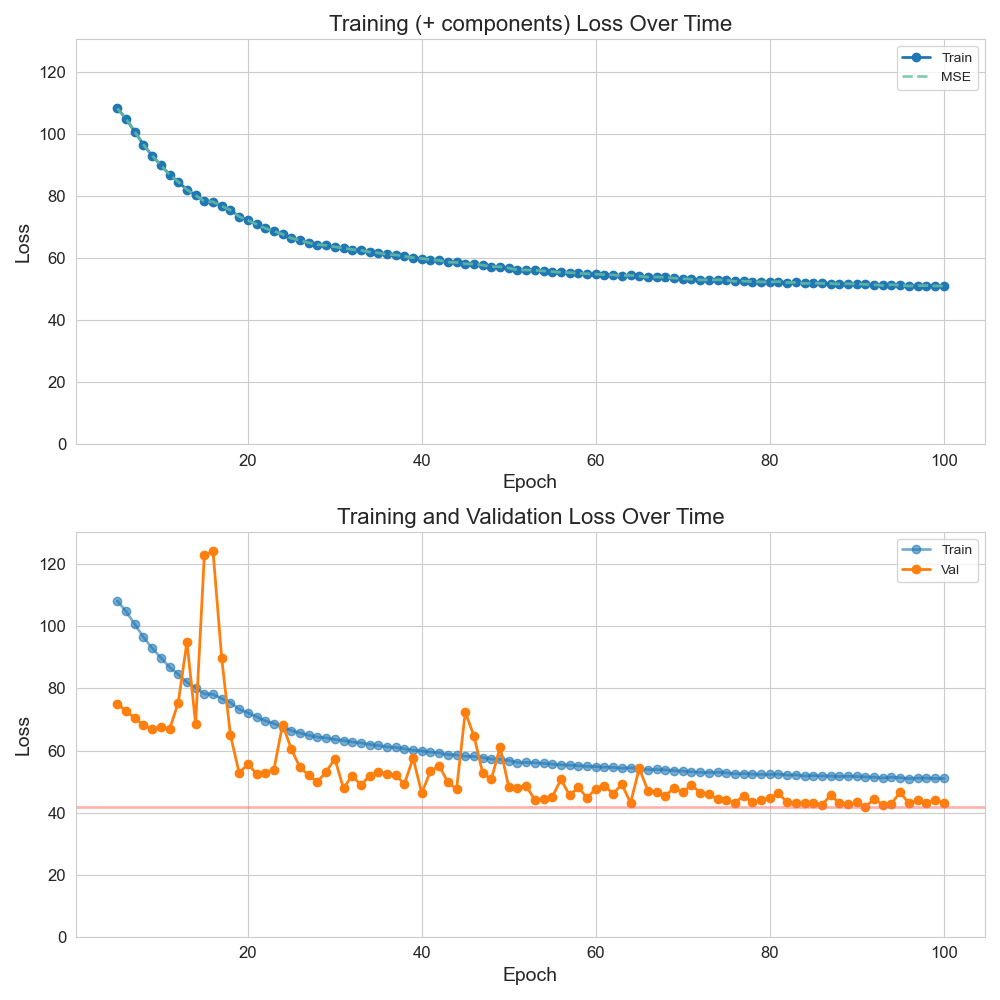 Training (+ components) Loss Over Time
Train
MSE
120
100
80
60
40
20
0
Loss
20 40 60 80 100
Epoch
Training and Validation Loss Over Time
Train
Val
120
100
80
60
40
20
0
Loss
20 40 60 80 100
Epoch